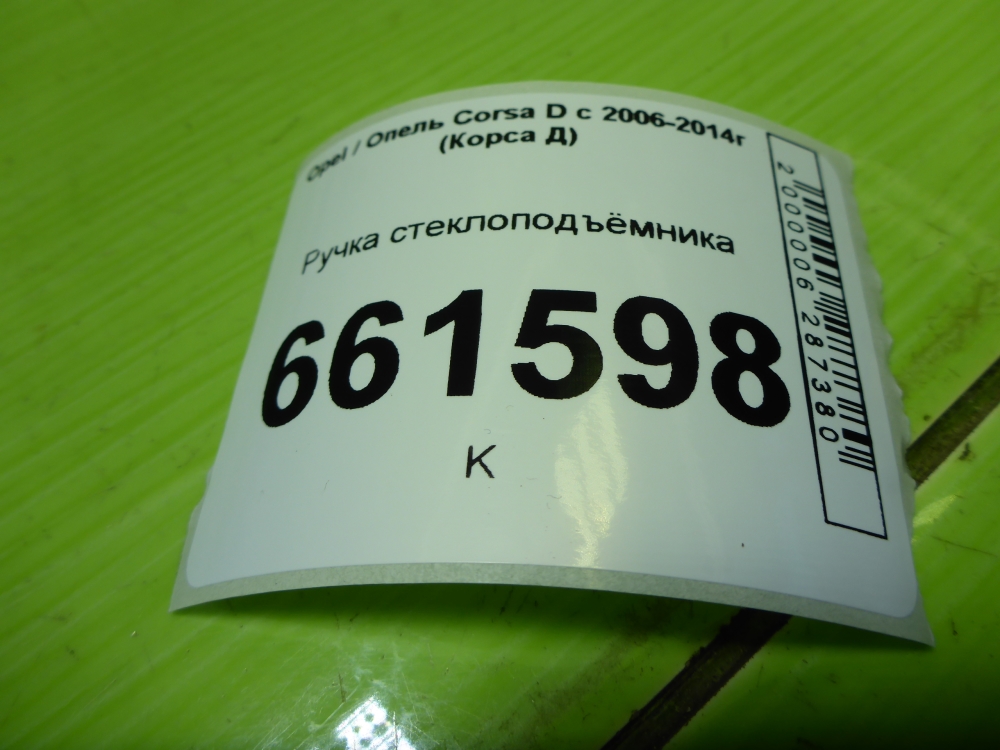 Opel / Опель Corsa D с 2006-2014г
(Корса Д)
Ручка стеклоподъёмника
661598
К
2000006287380